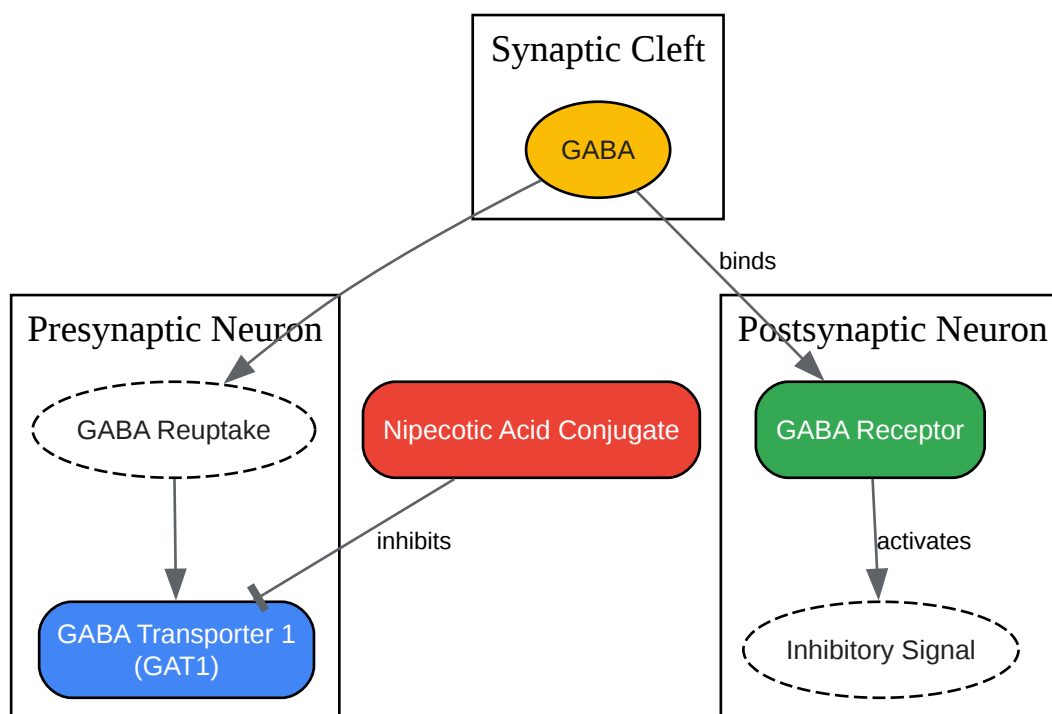 Synaptic Cleft
GABA
binds
Presynaptic Neuron
Postsynaptic Neuron
GABA Reuptake
Nipecotic Acid Conjugate
GABA Receptor
inhibits
activates
GABA Transporter 1
(GAT1)
Inhibitory Signal